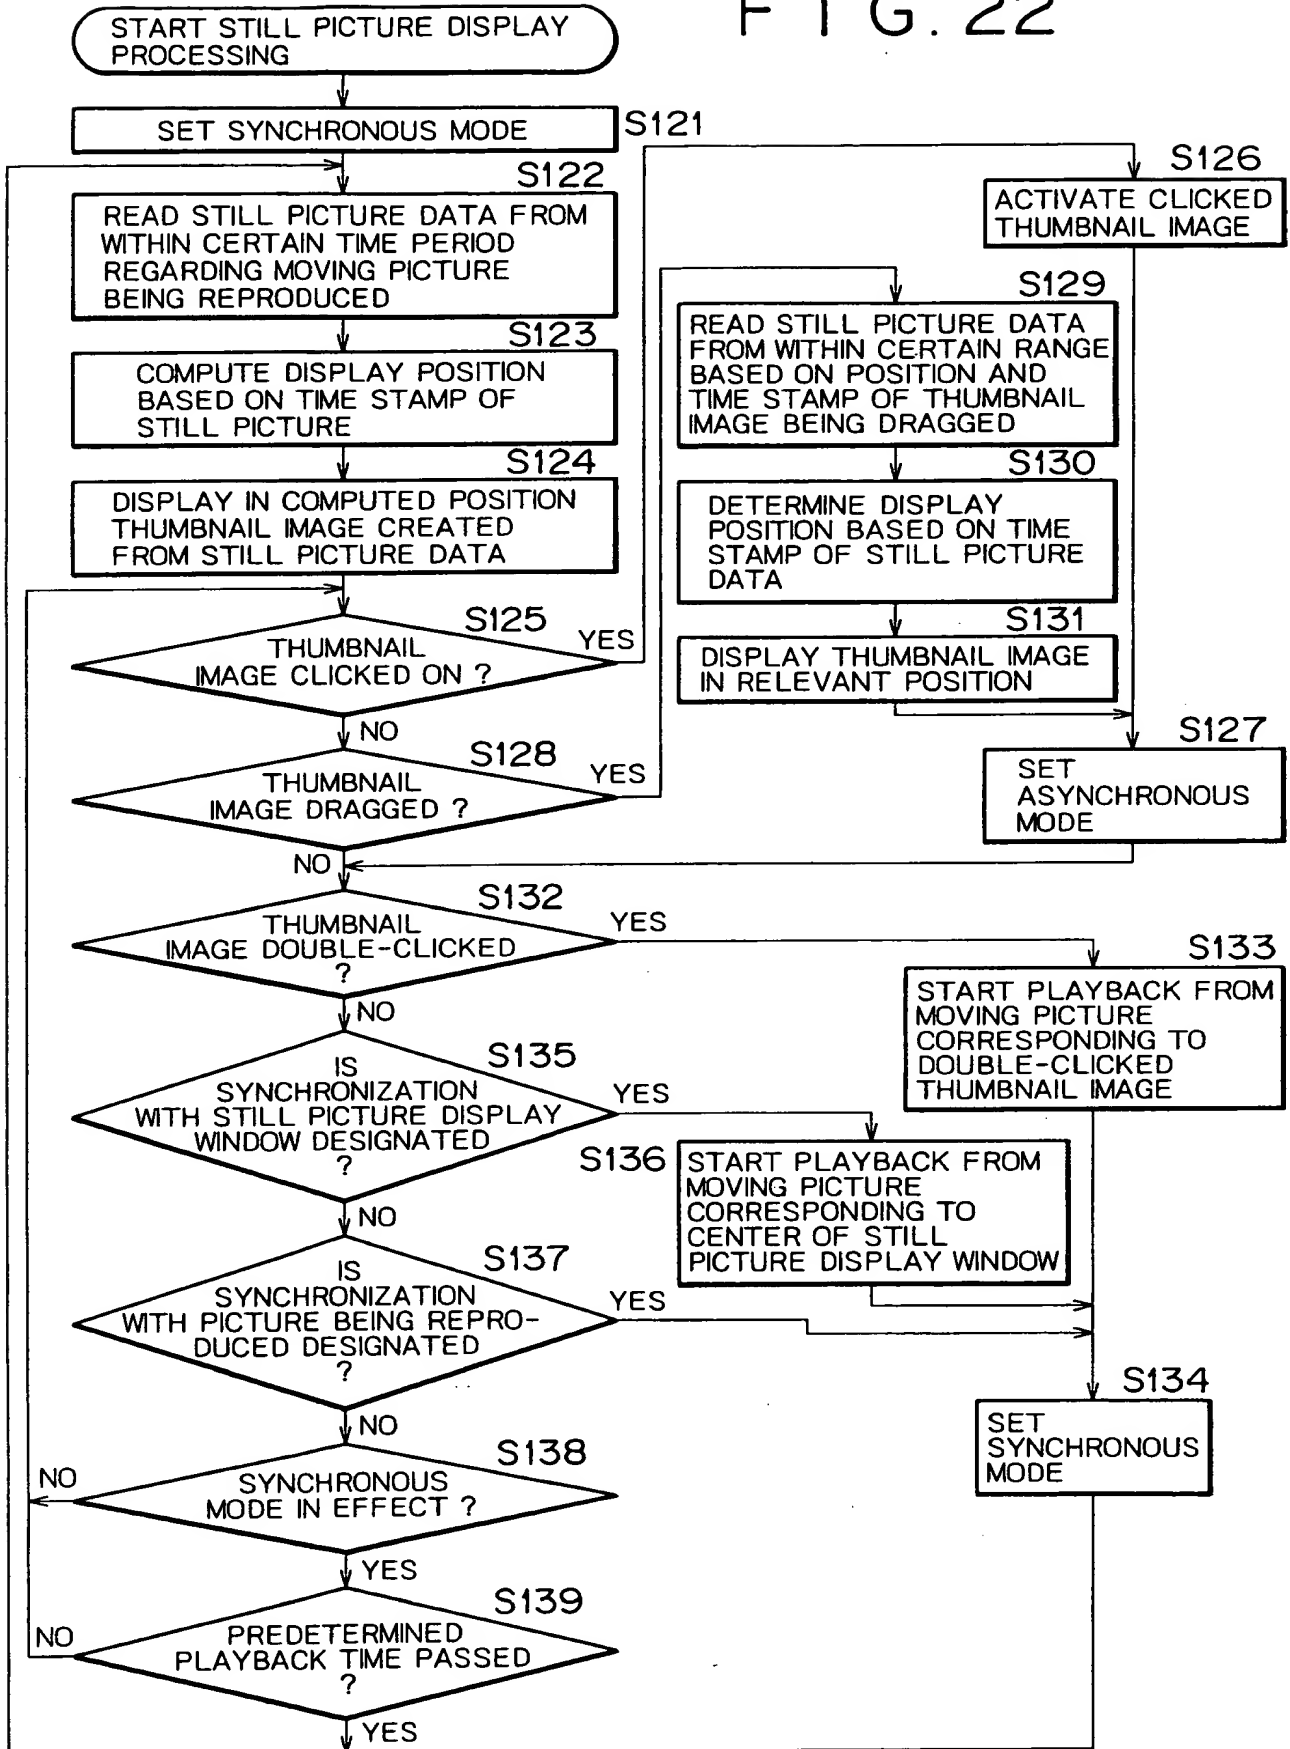 FIG. 22
START STILL PICTURE DISPLAY
PROCESSING
SET SYNCHRONOUS MODE
S121
S122
READ STILL PICTURE DATA FROM
WITHIN CERTAIN TIME PERIOD
REGARDING MOVING PICTURE
BEING REPRODUCED
S123
COMPUTE DISPLAY POSITION
BASED ON TIME STAMP OF
STILL PICTURE
S124
DISPLAY IN COMPUTED POSITION
THUMBNAIL IMAGE CREATED
FROM STILL PICTURE DATA
S125
THUMBNAIL
IMAGE CLICKED ON ?
YES
NO
S126
ACTIVATE CLICKED
THUMBNAIL IMAGE
S128
THUMBNAIL
IMAGE DRAGGED ?
YES
NO
S129
READ STILL PICTURE DATA
FROM WITHIN CERTAIN RANGE
BASED ON POSITION AND
TIME STAMP OF THUMBNAIL
IMAGE BEING DRAGGED
S130
DETERMINE DISPLAY
POSITION BASED ON TIME
STAMP OF STILL PICTURE
DATA
S131
DISPLAY THUMBNAIL IMAGE
IN RELEVANT POSITION
S127
SET
ASYNCHRONOUS
MODE
S132
THUMBNAIL
IMAGE DOUBLE-CLICKED
?
YES
NO
S133
START PLAYBACK FROM
MOVING PICTURE
CORRESPONDING TO
DOUBLE-CLICKED
THUMBNAIL IMAGE
S135
IS
SYNCHRONIZATION
WITH STILL PICTURE DISPLAY
WINDOW DESIGNATED
?
YES
NO
S136
START PLAYBACK FROM
MOVING PICTURE
CORRESPONDING TO
CENTER OF STILL
PICTURE DISPLAY WINDOW
S137
IS
SYNCHRONIZATION
WITH PICTURE BEING REPRO-
DUCED DESIGNATED
?
YES
NO
S134
SET
SYNCHRONOUS
MODE
S138
SYNCHRONOUS
MODE IN EFFECT ?
NO
YES
S139
PREDETERMINED
PLAYBACK TIME PASSED
?
NO
YES